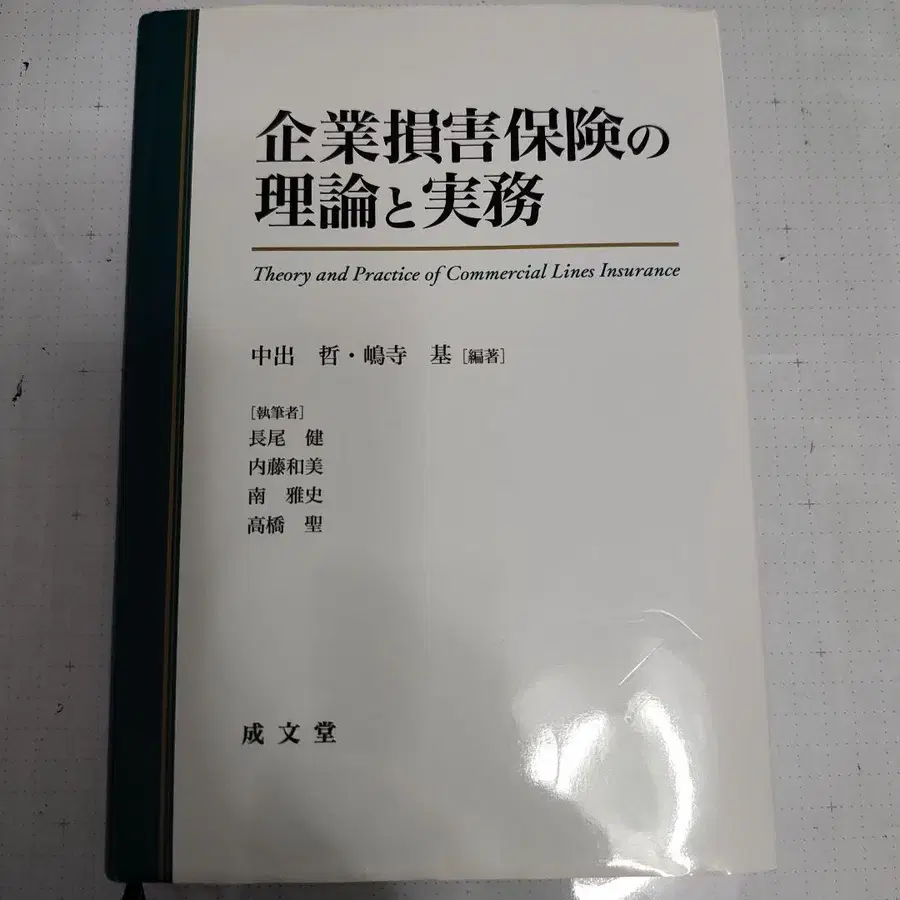 企業損害保険の
理論と実務
Theory and Practice of Commercial Lines Insurance
中出 哲・嶋寺 基[編著]
[執筆者]
長尾 健
内藤和美
南 雅史
高橋 聖
成文堂